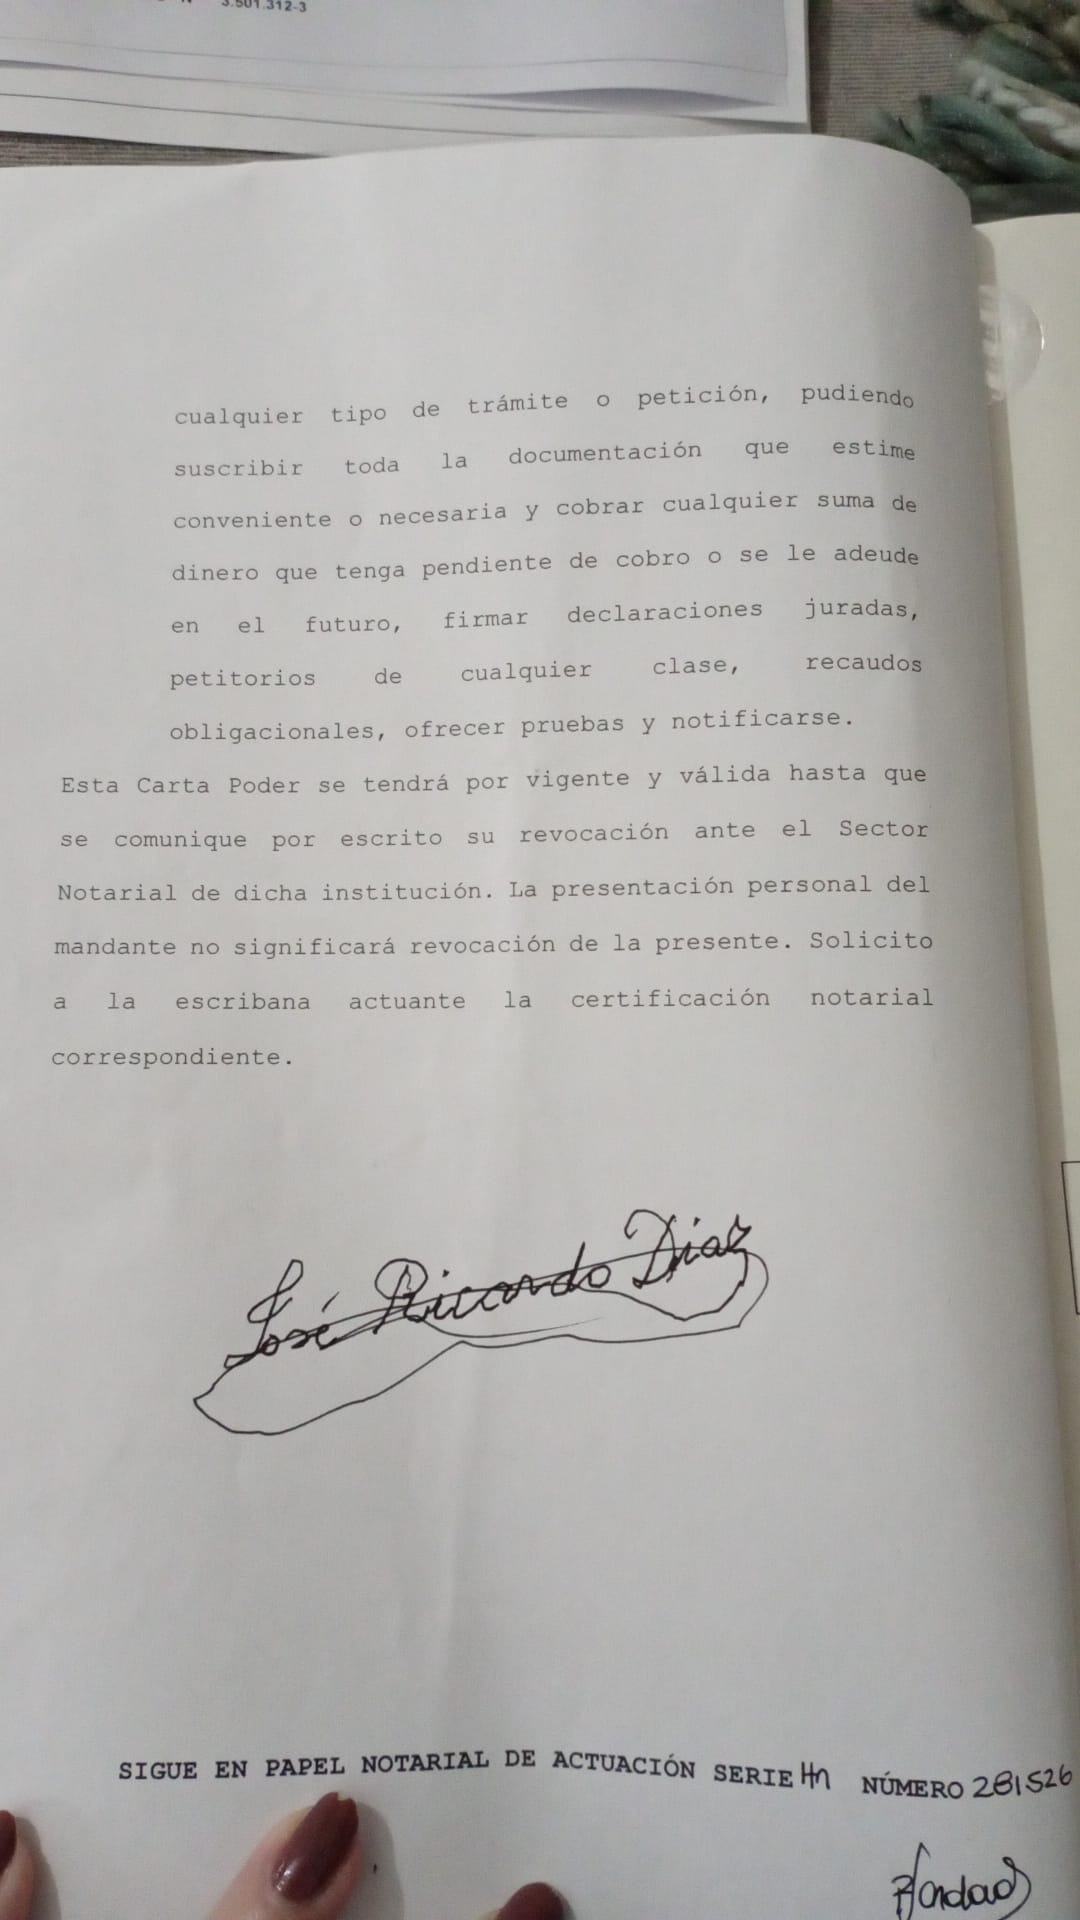 3.501.312-3
cualquier tipo de trámite o petición, pudiendo
suscribir toda la documentación que estime
conveniente o necesaria y cobrar cualquier suma de
dinero que tenga pendiente de cobro o se le adeude
en el futuro, firmar declaraciones juradas,
petitorios de cualquier clase, recaudos
obligacionales, ofrecer pruebas y notificarse.
Esta Carta Poder se tendrá por vigente y válida hasta que
se comunique por escrito su revocación ante el Sector
Notarial de dicha institución. La presentación personal del
mandante no significará revocación de la presente. Solicito
a la escribana actuante la certificación notarial
correspondiente.
José Ricardo Diaz
SIGUE EN PAPEL NOTARIAL DE ACTUACIÓN SERIE Hn NÚMERO 281526